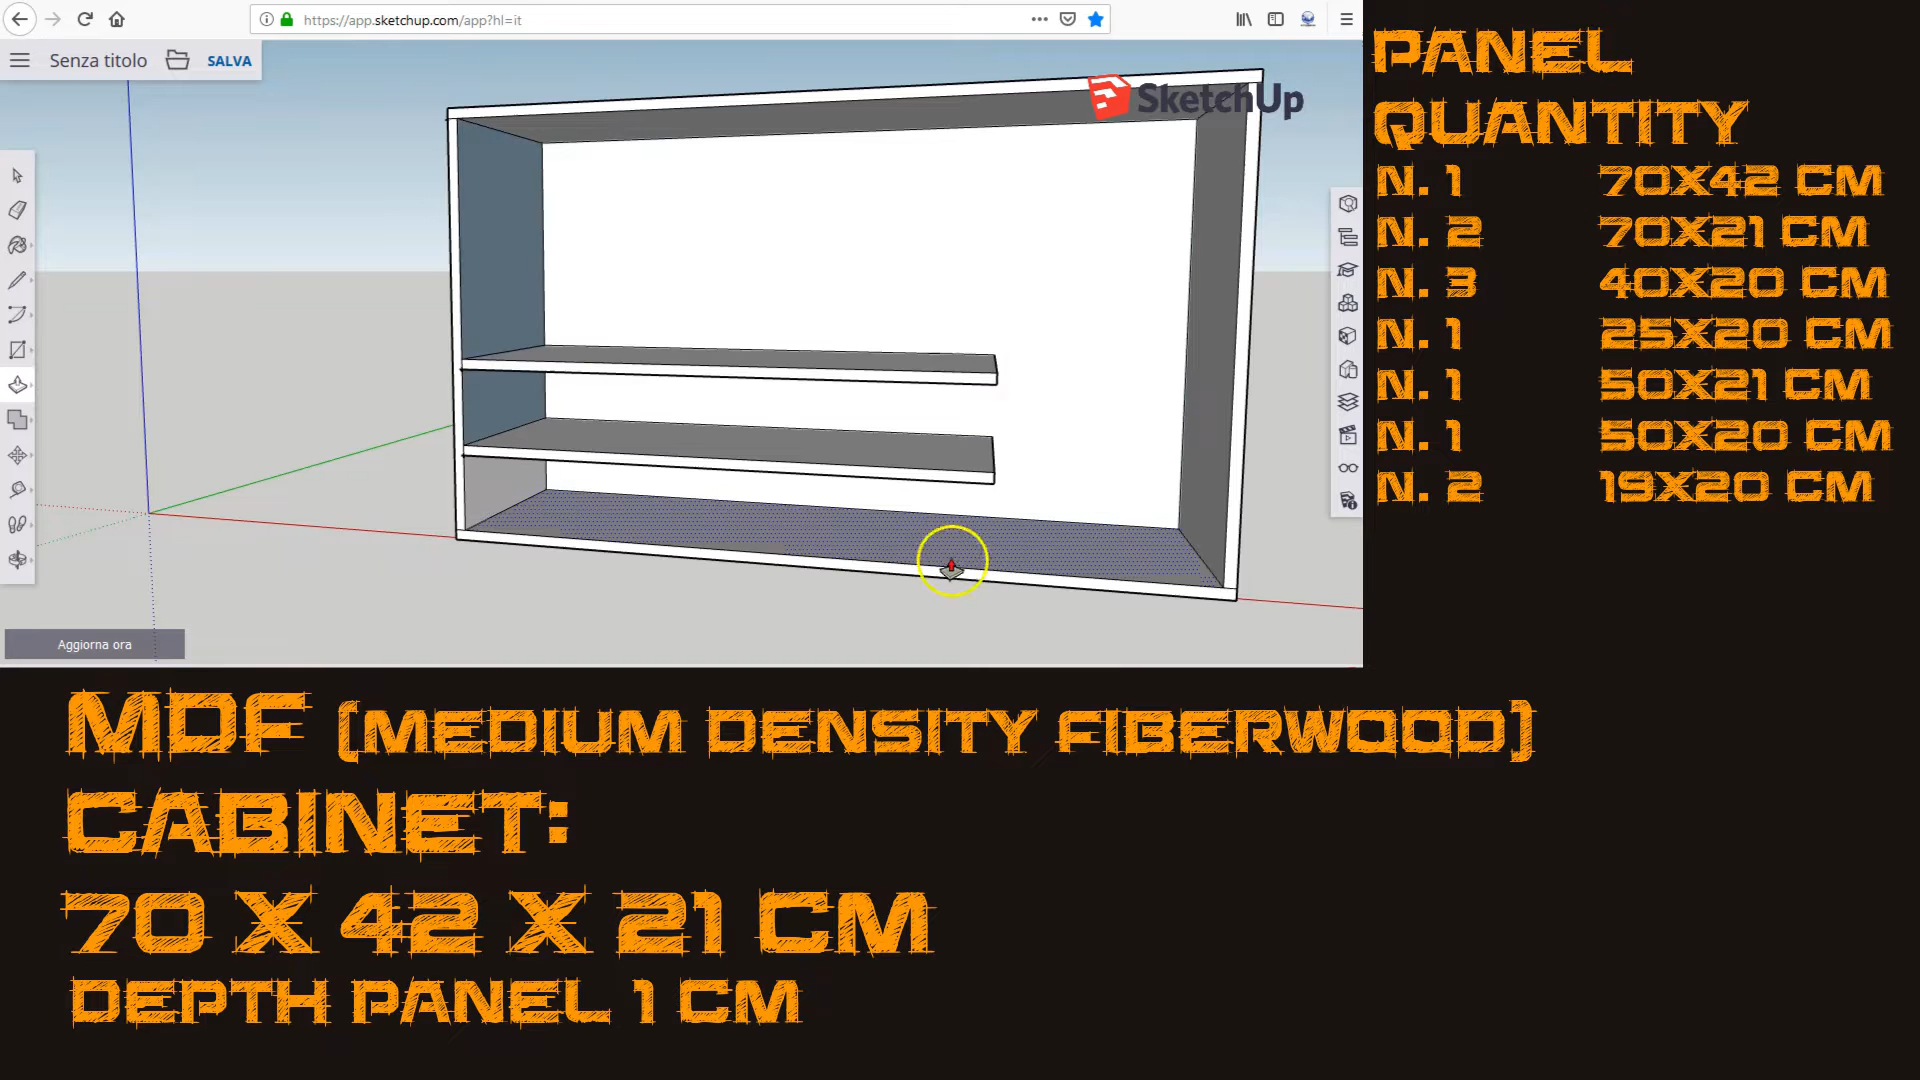 https://app.sketchup.com/app?hl=it
Senza titolo
SALVA
SketchUp
Aggiorna ora
PANEL
QUANTITY
N. 1 70X42 CM
N. 2 70X21 CM
N. 3 40X20 CM
N. 1 25X20 CM
N. 1 50X21 CM
N. 1 50X20 CM
N. 2 19X20 CM
MDF (MEDIUM DENSITY FIBERWOOD)
CABINET:
70 X 42 X 21 CM
DEPTH PANEL 1 CM